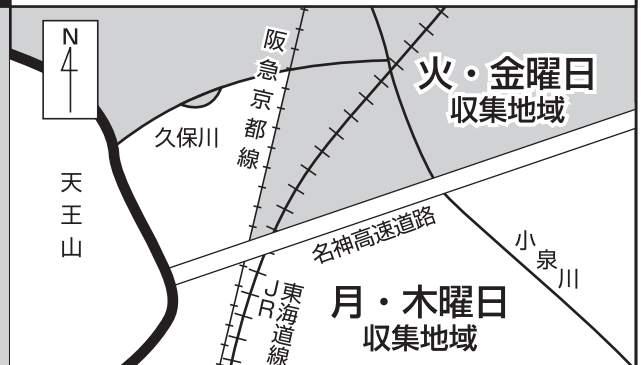 N
阪急京都線
火・金曜日
収集地域
久保川
天王山
名神高速道路
小泉川
JR東海道線
月・木曜日
収集地域